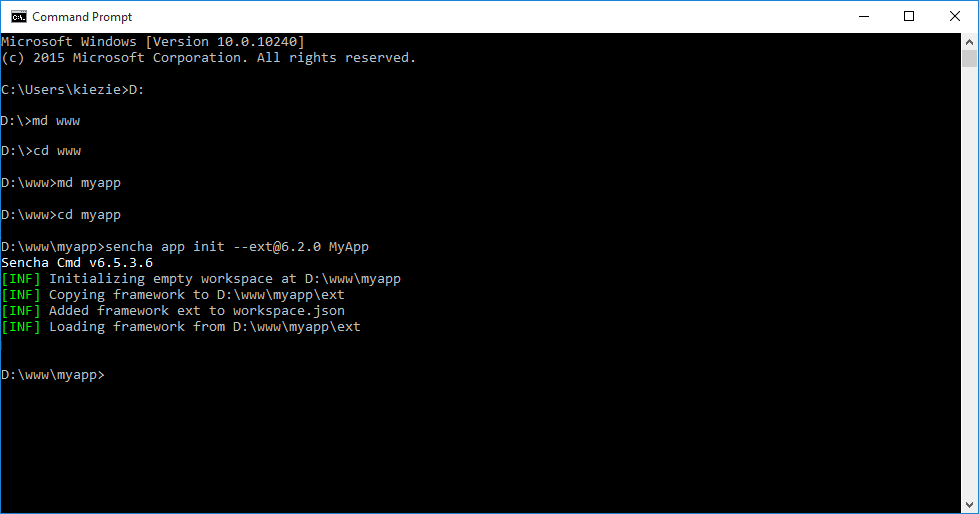 Command Prompt
Microsoft Windows [Version 10.0.10240]
(c) 2015 Microsoft Corporation. All rights reserved.
C:\Users\kiezie>D:
D:\>md www
D:\>cd www
D:\www>md myapp
D:\www>cd myapp
D:\www\myapp>sencha app init --ext@6.2.0 MyApp
Sencha Cmd v6.5.3.6
[INF] Initializing empty workspace at D:\www\myapp
[INF] Copying framework to D:\www\myapp\ext
[INF] Added framework ext to workspace.json
[INF] Loading framework from D:\www\myapp\ext
D:\www\myapp>